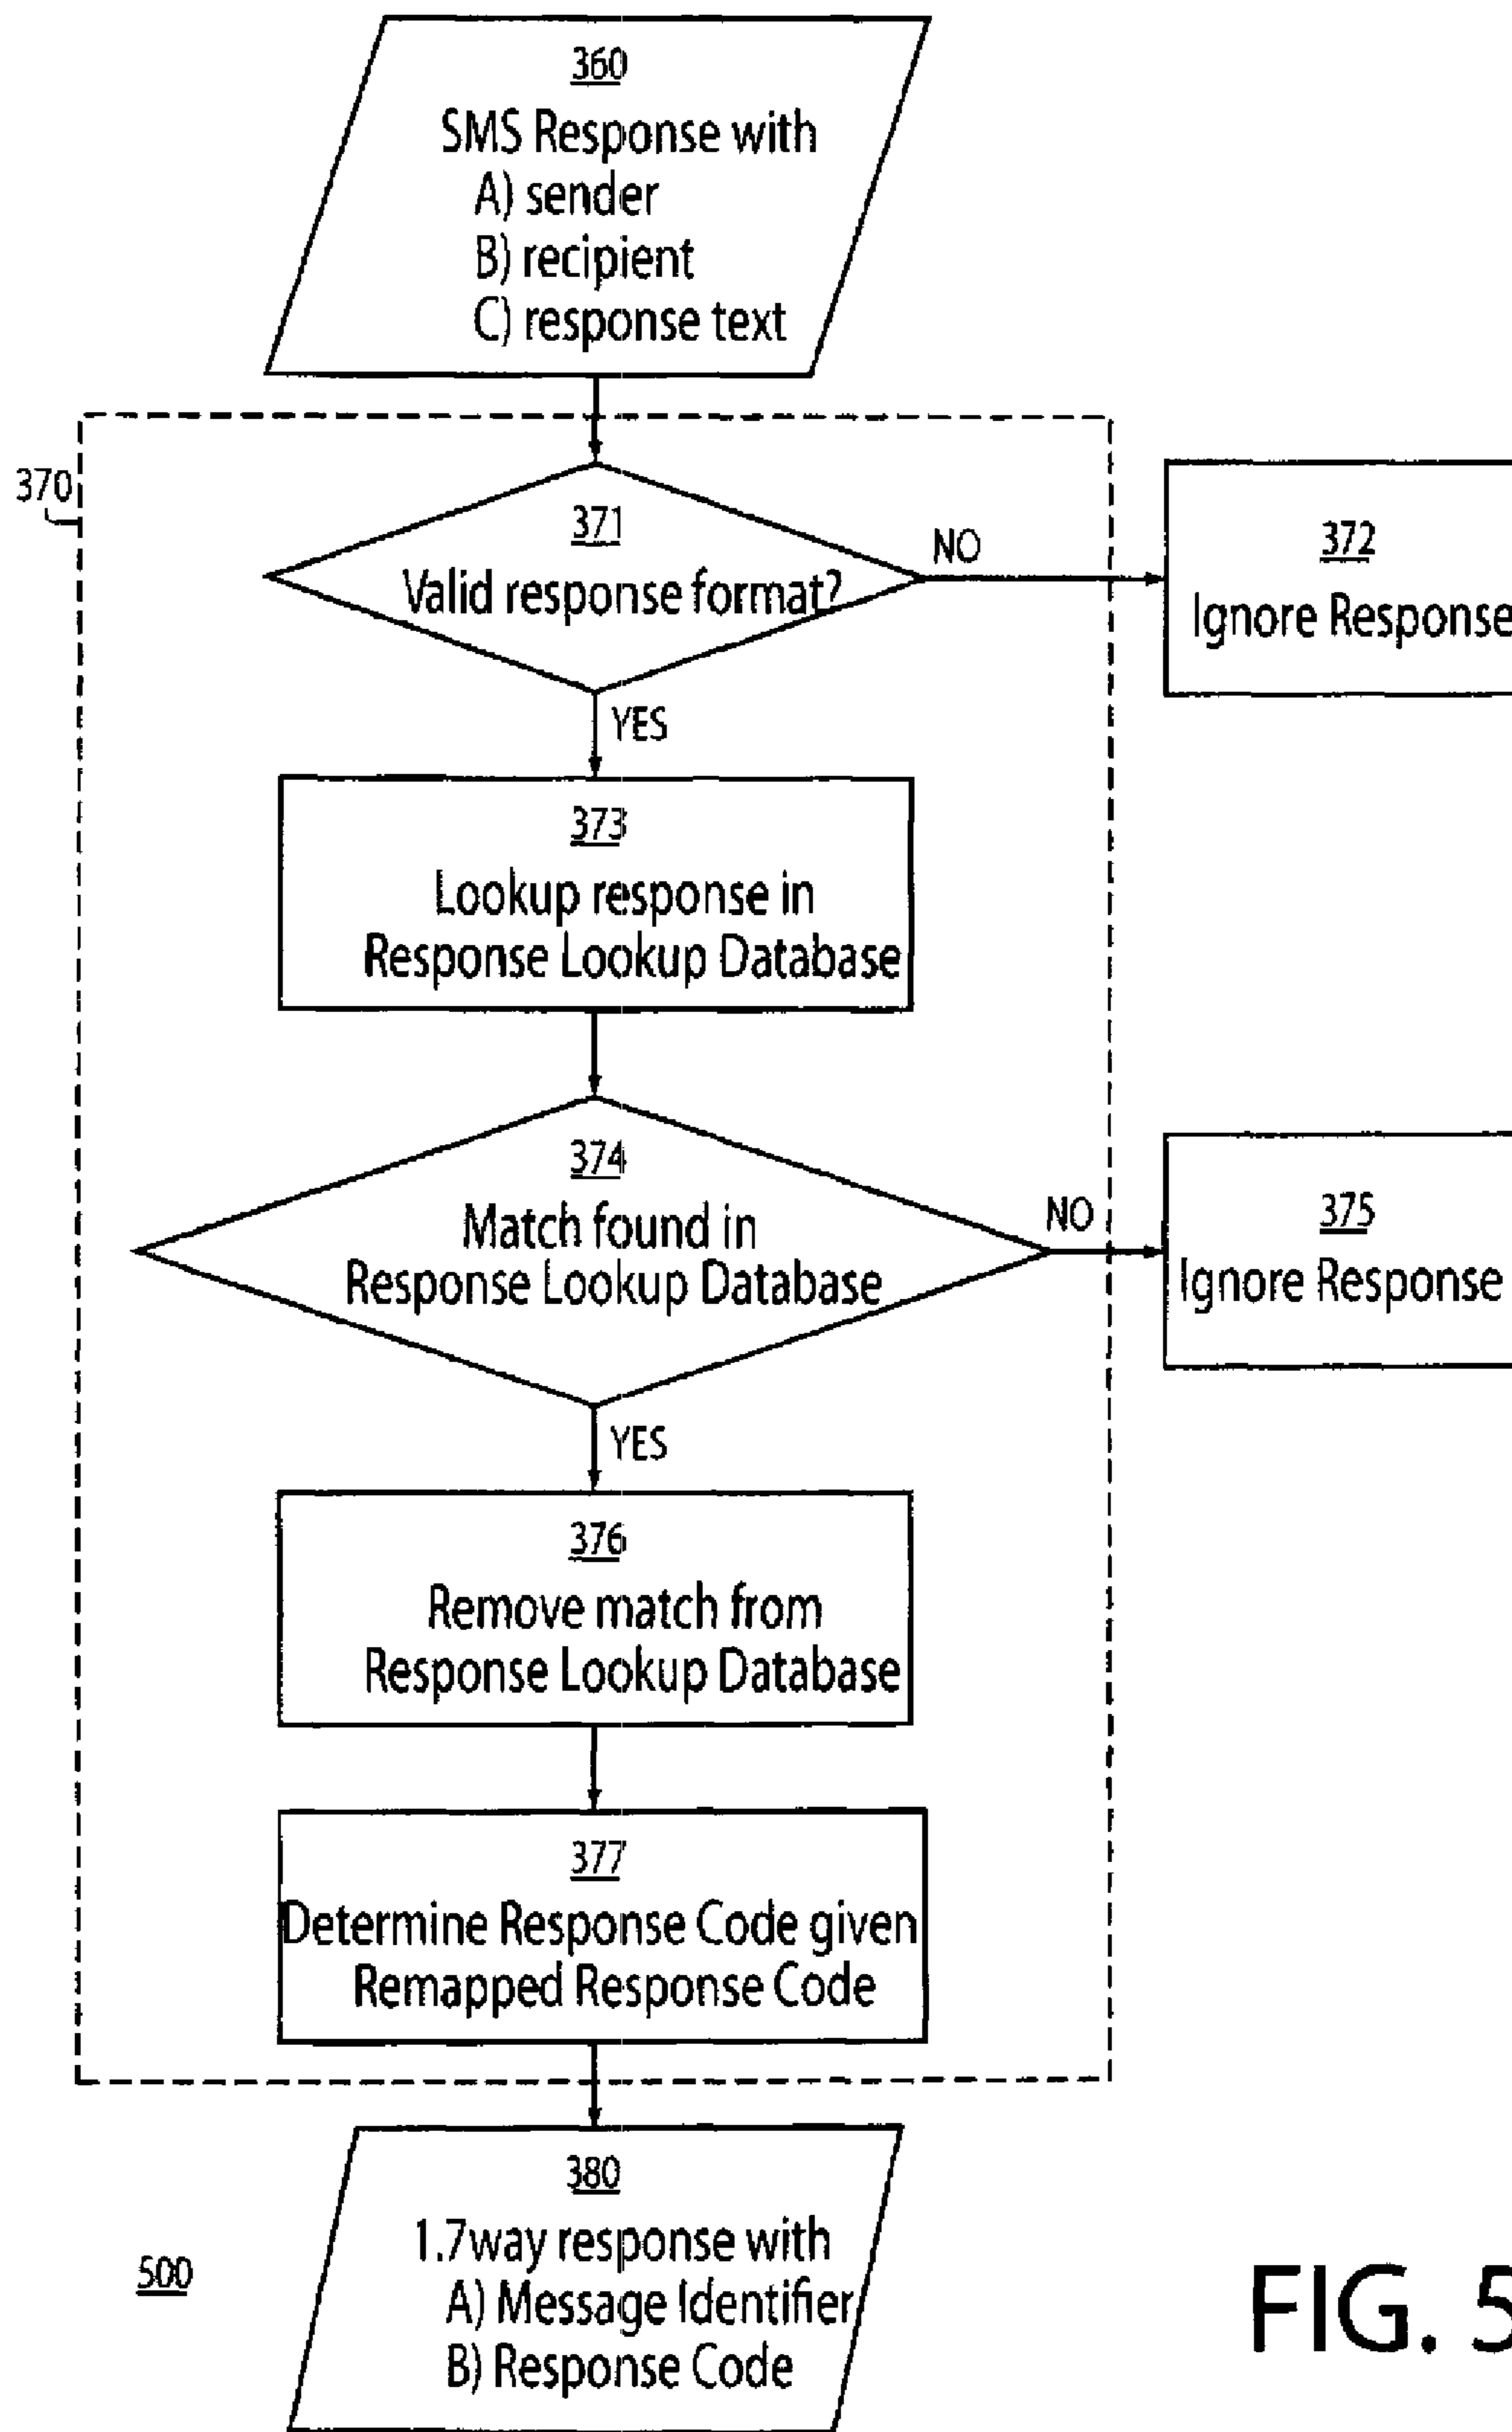 360
SMS Response with
A) sender
B) recipient
C) response text
370
371
Valid response format?
NO
372
Ignore Response
YES
373
Lookup response in
Response Lookup Database
374
Match found in
Response Lookup Database
NO
375
Ignore Response
YES
376
Remove match from
Response Lookup Database
377
Determine Response Code given
Remapped Response Code
380
1.7way response with
A) Message Identifier
B) Response Code
500
FIG. 5